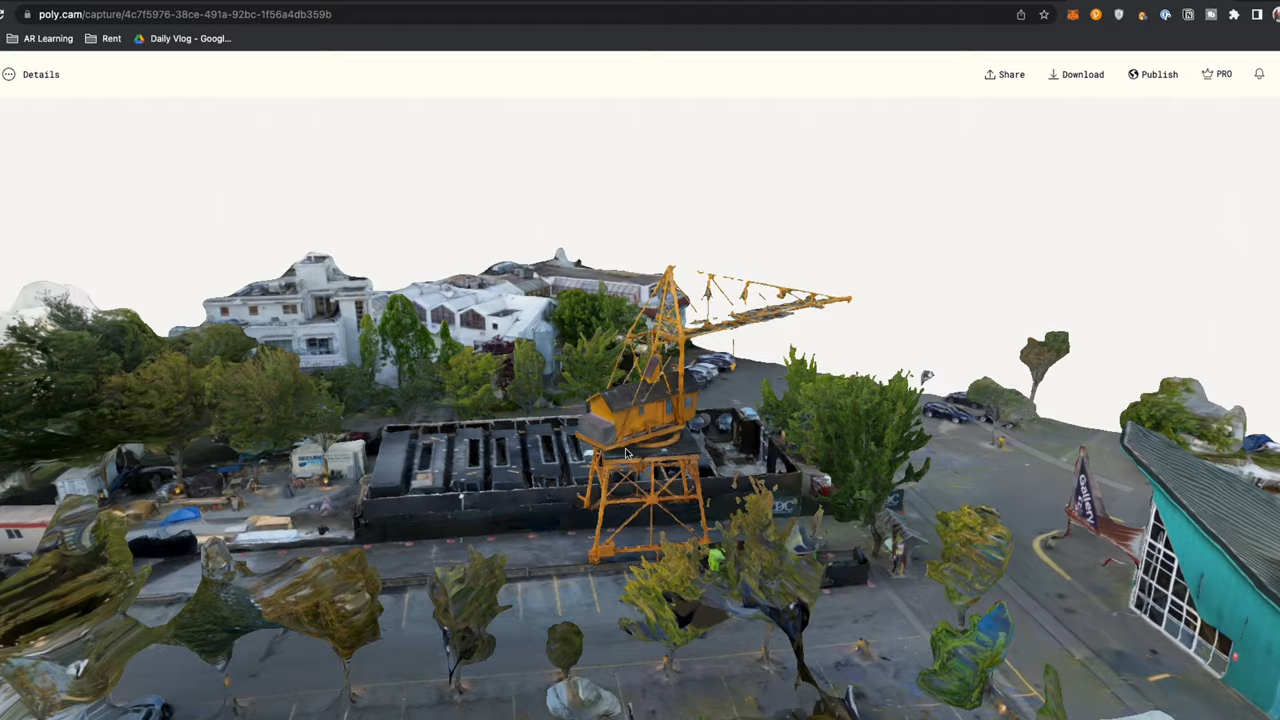 poly.cam/capture/4c7f5976-38ce-491a-92bc-1f56a4db359b
AR Learning Rent Daily Vlog - Googl...
Details Share Download Publish PRO
Gallery